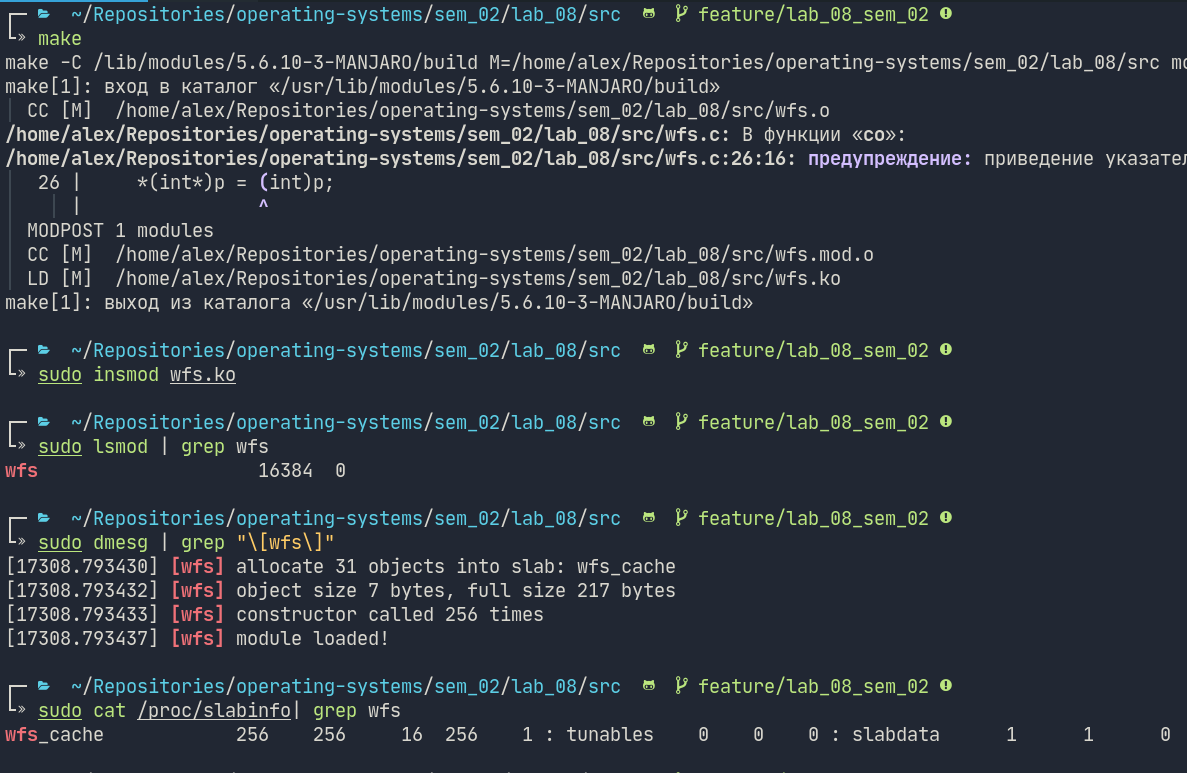 ~/Repositories/operating-systems/sem_02/lab_08/src feature/lab_08_sem_02
» make
make -C /lib/modules/5.6.10-3-MANJARO/build M=/home/alex/Repositories/operating-systems/sem_02/lab_08/src
make[1]: вход в каталог «/usr/lib/modules/5.6.10-3-MANJARO/build»
CC [M]  /home/alex/Repositories/operating-systems/sem_02/lab_08/src/wfs.o
/home/alex/Repositories/operating-systems/sem_02/lab_08/src/wfs.c: В функции «co»:
/home/alex/Repositories/operating-systems/sem_02/lab_08/src/wfs.c:26:16: предупреждение: приведение
26 |     *(int*)p = (int)p;
|                ^
MODPOST 1 modules
CC [M]  /home/alex/Repositories/operating-systems/sem_02/lab_08/src/wfs.mod.o
LD [M]  /home/alex/Repositories/operating-systems/sem_02/lab_08/src/wfs.ko
make[1]: выход из каталога «/usr/lib/modules/5.6.10-3-MANJARO/build»
~/Repositories/operating-systems/sem_02/lab_08/src feature/lab_08_sem_02
» sudo insmod wfs.ko
~/Repositories/operating-systems/sem_02/lab_08/src feature/lab_08_sem_02
» sudo lsmod | grep wfs
wfs                    16384  0
~/Repositories/operating-systems/sem_02/lab_08/src feature/lab_08_sem_02
» sudo dmesg | grep "\[wfs\]"
[17308.793430] [wfs] allocate 31 objects into slab: wfs_cache
[17308.793432] [wfs] object size 7 bytes, full size 217 bytes
[17308.793433] [wfs] constructor called 256 times
[17308.793437] [wfs] module loaded!
~/Repositories/operating-systems/sem_02/lab_08/src feature/lab_08_sem_02
» sudo cat /proc/slabinfo| grep wfs
wfs_cache            256    256     16  256    1 : tunables    0    0    0 : slabdata      1      1      0